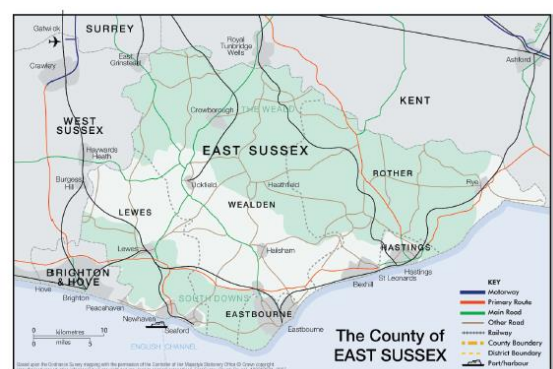 Gatwick
SURREY
Crawley
East
Grinstead
Royal
Tunbridge
Wells
Ashford
KENT
Crowborough
THE WEALD
WEST
SUSSEX
Haywards
Heath
EAST SUSSEX
ROTHER
Burgess
Hill
Uckfield
Heathfield
Rye
LEWES
WEALDEN
Lewes
Hailsham
HASTINGS
Hastings
St Leonards
Bexhill
BRIGHTON
& HOVE
Hove
Brighton
Peacehaven
Newhaven
Seaford
SOUTH DOWNS
EASTBOURNE
Eastbourne
ENGLISH CHANNEL
0 kilometres 10
0 miles 5
The County of
EAST SUSSEX
KEY
Motorway
Primary Route
Main Road
Other Road
Railway
County Boundary
District Boundary
Port/harbour